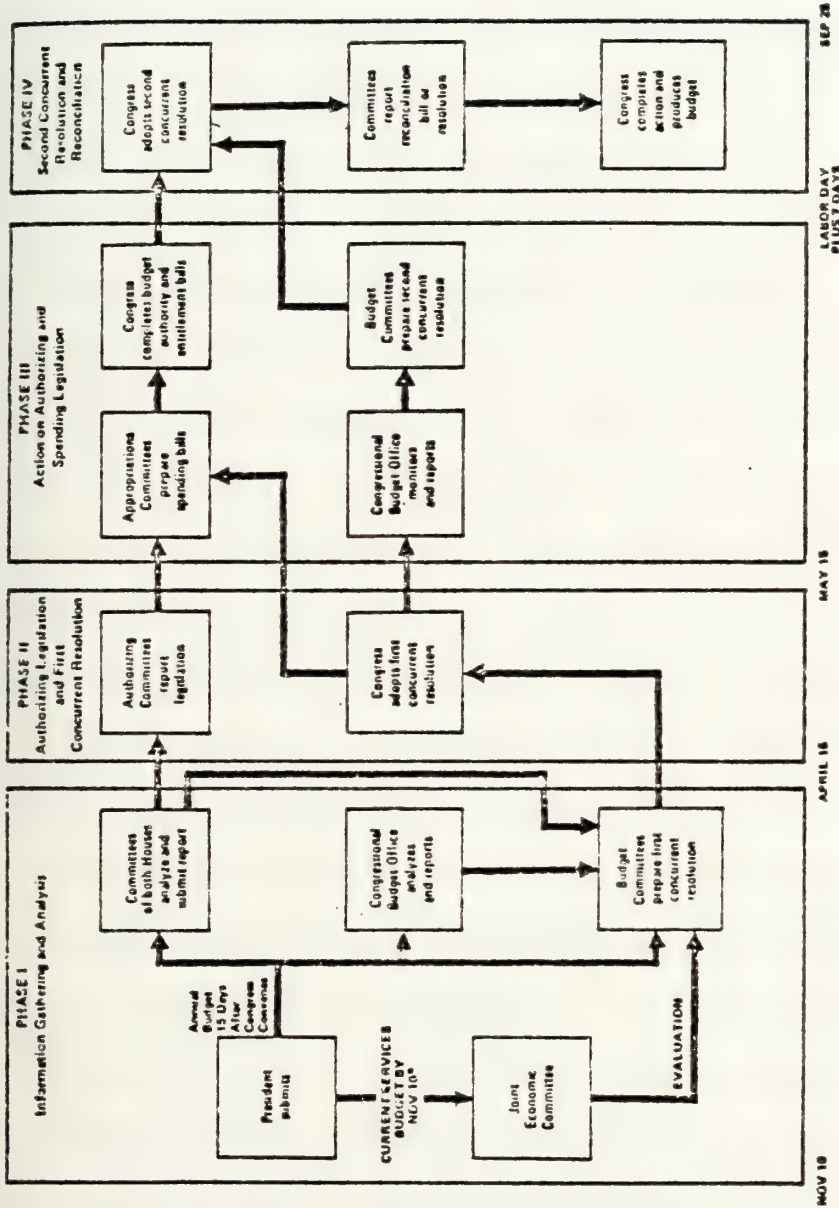 PHASE I
Information Gathering and Analysis
President
submits
Annual
Budget
15 Days
After
Congress
Convenes
CURRENT SERVICES
BUDGET BY
NOV 10*
Joint
Economic
Committee
EVALUATION
Committees
of both Houses
analyze and
submit report
Congressional
Budget Office
analyzes
and reports
Budget
Committees
prepare first
concurrent
resolution
PHASE II
Authorizing Legislation
and First
Concurrent Resolution
Authorizing
Committees
report
legislation
Congress
adopts first
concurrent
resolution
PHASE III
Action on Authorizing and
Spending Legislation
Appropriations
Committees
prepare
spending bills
Congress
completes budget
authority and
entitlement bills
Congressional
Budget Office
monitors
and reports
Budget
Committees
prepare second
concurrent
resolution
PHASE IV
Second Concurrent
Resolution and
Reconciliation
Congress
adopts second
concurrent
resolution
Committees
report
reconciliation
bill or
resolution
Congress
completes
action and
produces
budget
NOV 10
APRIL 15
MAY 15
LABOR DAY
PLUS 7 DAYS
SEP 25